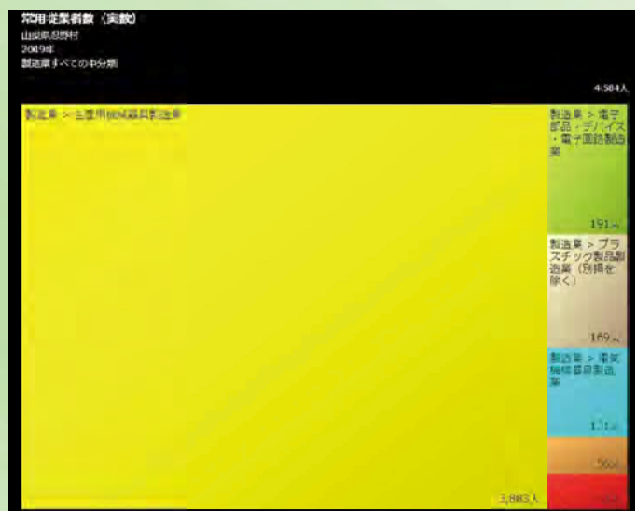 常用従業者数（実数）
山梨県忍野村
2019年
製造業すべての中分類
4,584人
製造業 > 生産用機械器具製造業
3,883人
製造業 > 電子
部品・デバイス
・電子回路製造
業
191人
製造業 > プラ
スチック製品製
造業（別掲を
除く）
169人
製造業 > 電気
機械器具製造
業